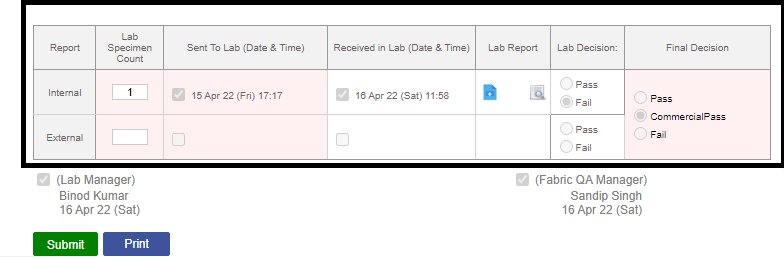 Report
Lab
Specimen
Count
Sent To Lab (Date & Time)
Received in Lab (Date & Time)
Lab Report
Lab Decision:
Final Decision
Internal
1
15 Apr 22 (Fri) 17:17
16 Apr 22 (Sat) 11:58
Pass
Fail
Pass
CommercialPass
Fail
External
Pass
Fail
(Lab Manager)
Binod Kumar
16 Apr 22 (Sat)
(Fabric QA Manager)
Sandip Singh
16 Apr 22 (Sat)
Submit
Print